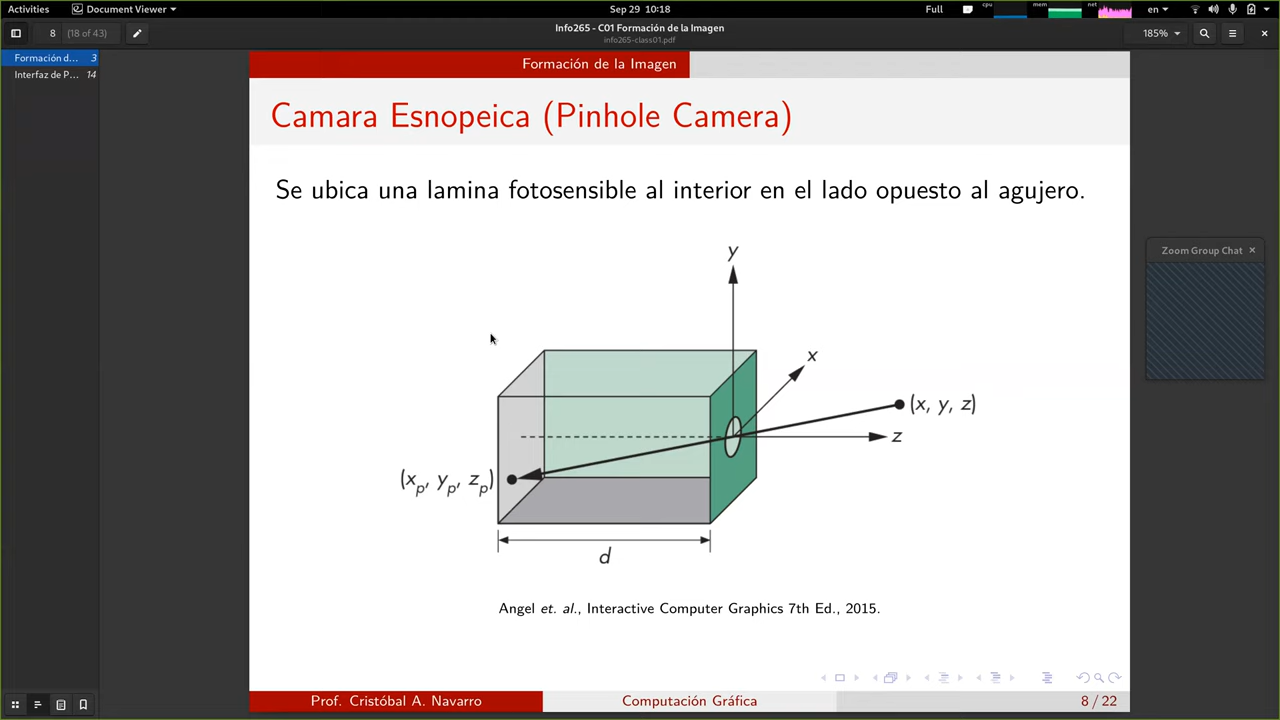 Activities
Document Viewer
Sep 29 10:18
Full
cpu
mem
net
en
8
(18 of 43)
Info265 - C01 Formación de la Imagen
info265-class01.pdf
185%
Formación d... 3
Interfaz de P... 14
Formación de la Imagen
Camara Esnopeica (Pinhole Camera)
Se ubica una lamina fotosensible al interior en el lado opuesto al agujero.
y
x
(x, y, z)
z
(xp, yp, zp)
d
Angel et. al., Interactive Computer Graphics 7th Ed., 2015.
Prof. Cristóbal A. Navarro
Computación Gráfica
8 / 22
Zoom Group Chat